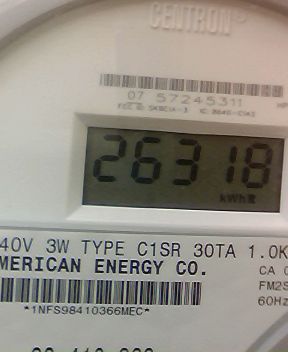 CENTRON
07 57245311
26318
kWh
40V 3W TYPE C1SR 30TA 1.0K
MERICAN ENERGY CO.
CA
FM2S
60Hz
*1NFS98410366MEC*